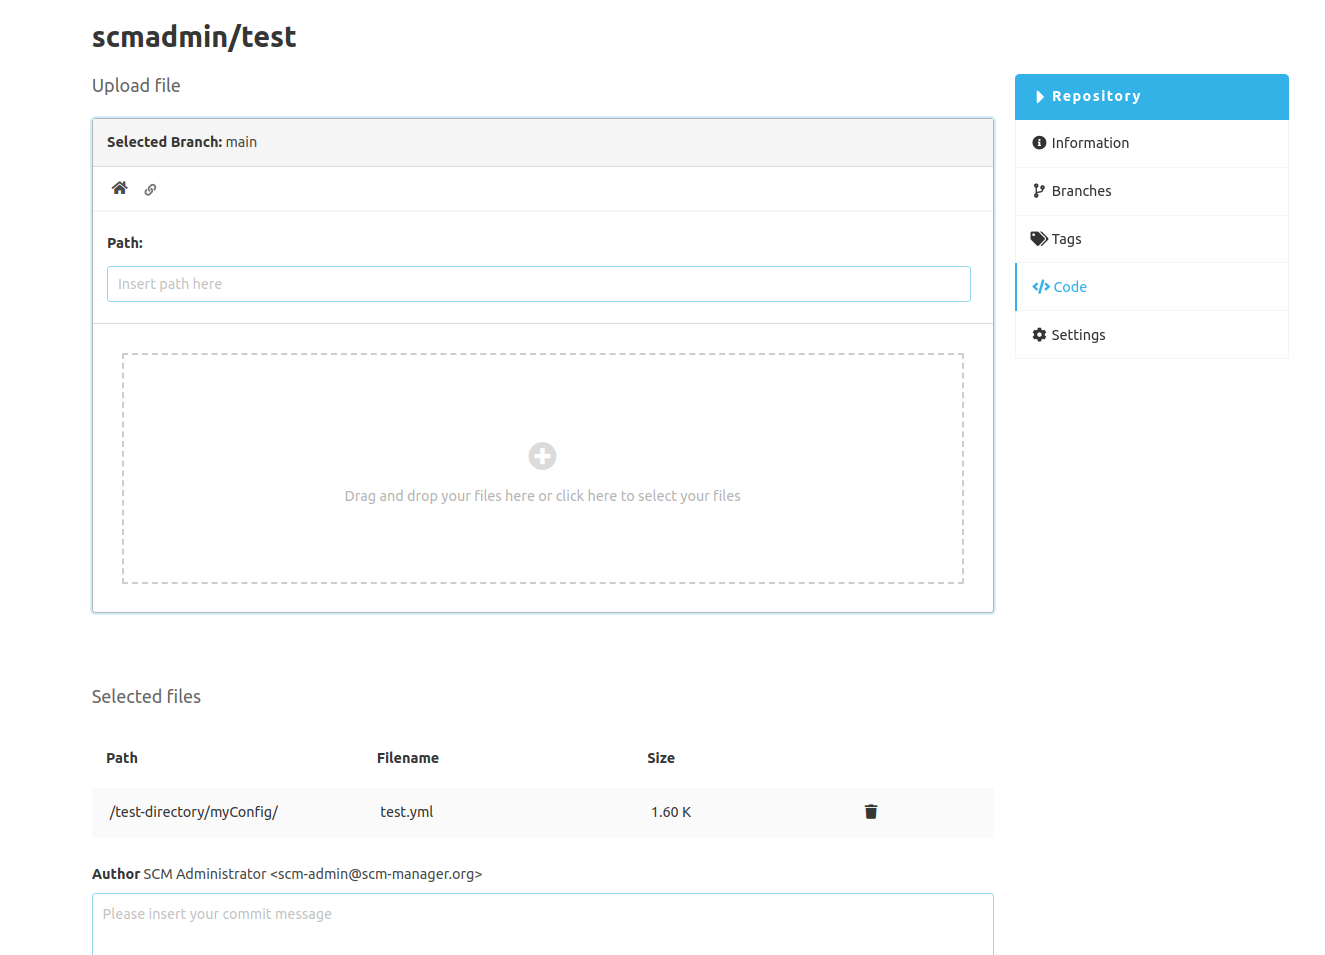 scmadmin/test
Upload file
Selected Branch: main
Path:
Insert path here
Drag and drop your files here or click here to select your files
Repository
Information
Branches
Tags
Code
Settings
Selected files
Path Filename Size
/test-directory/myConfig/ test.yml 1.60 K
Author SCM Administrator <scm-admin@scm-manager.org>
Please insert your commit message